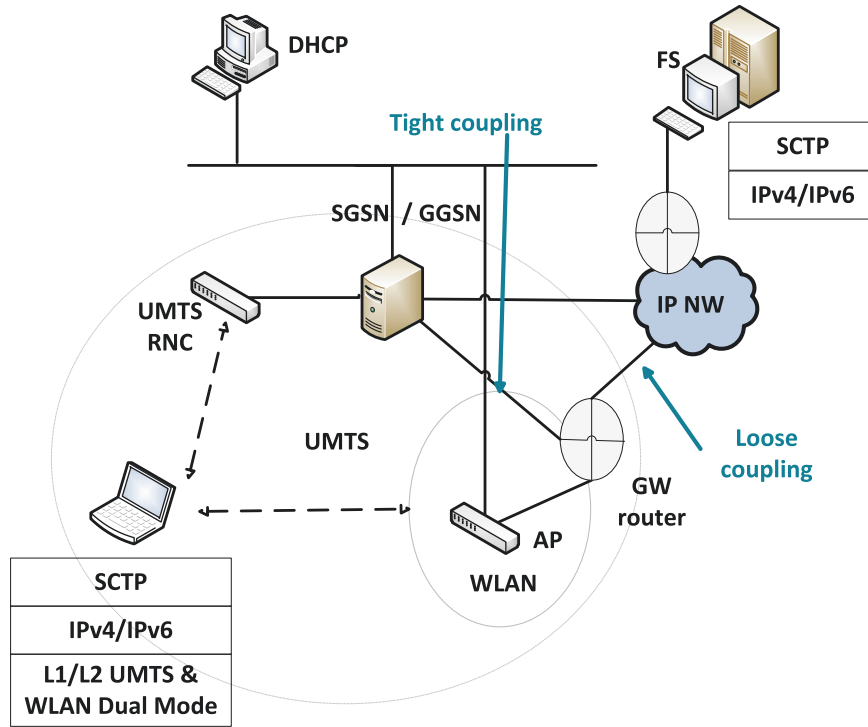 DHCP
FS
Tight coupling
SCTP
IPv4/IPv6
SGSN / GGSN
UMTS
RNC
IP NW
UMTS
Loose
coupling
GW
router
AP
WLAN
SCTP
IPv4/IPv6
L1/L2 UMTS &
WLAN Dual Mode